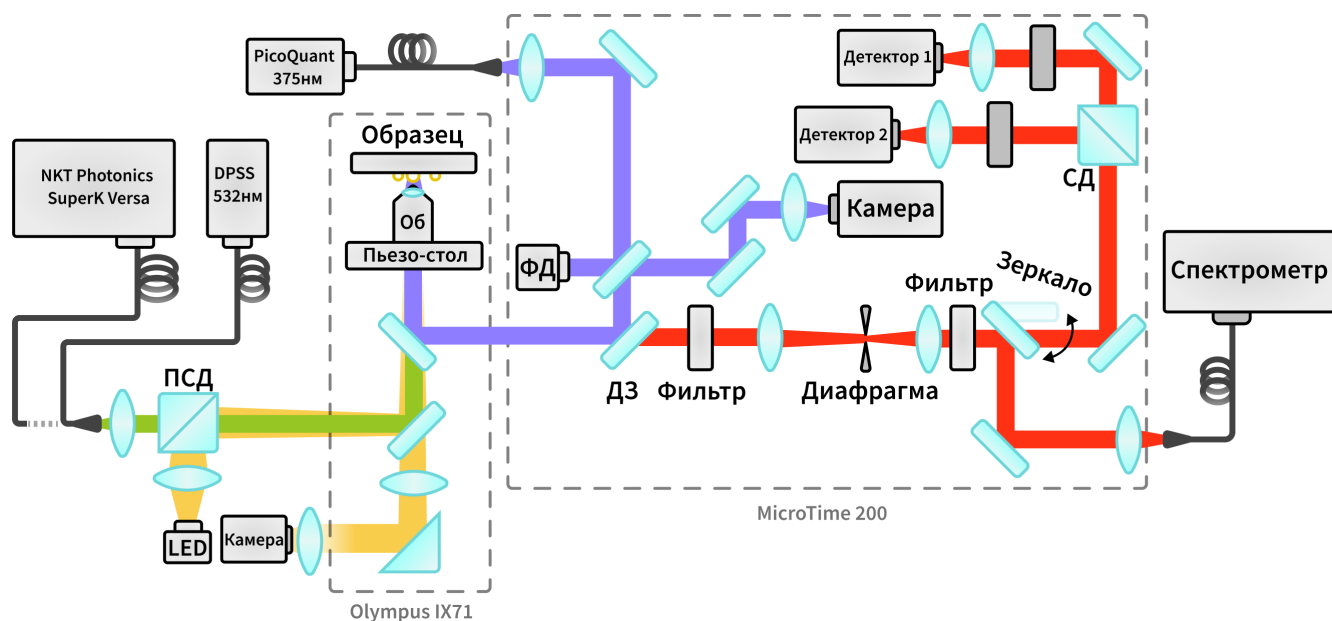 PicoQuant
375нм
Детектор 1
Детектор 2
Образец
NKT Photonics
SuperK Versa
DPSS
532нм
СД
Об
Камера
Пьезо-стол
ФД
Спектрометр
Зеркало
Фильтр
ПСД
ДЗ
Фильтр
Диафрагма
MicroTime 200
LED
Камера
Olympus IX71